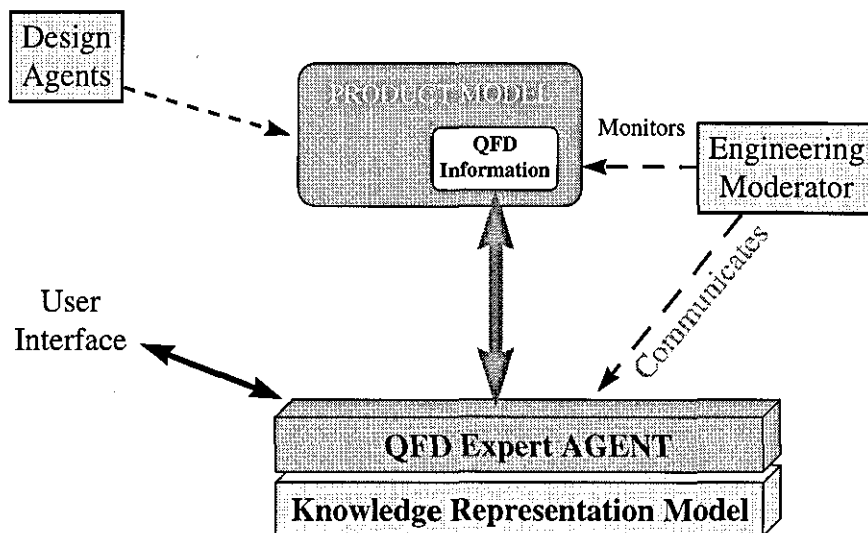 Design
Agents
PRODUCT MODEL
QFD
Information
Monitors
Engineering
Moderator
Communicates
User
Interface
QFD Expert AGENT
Knowledge Representation Model